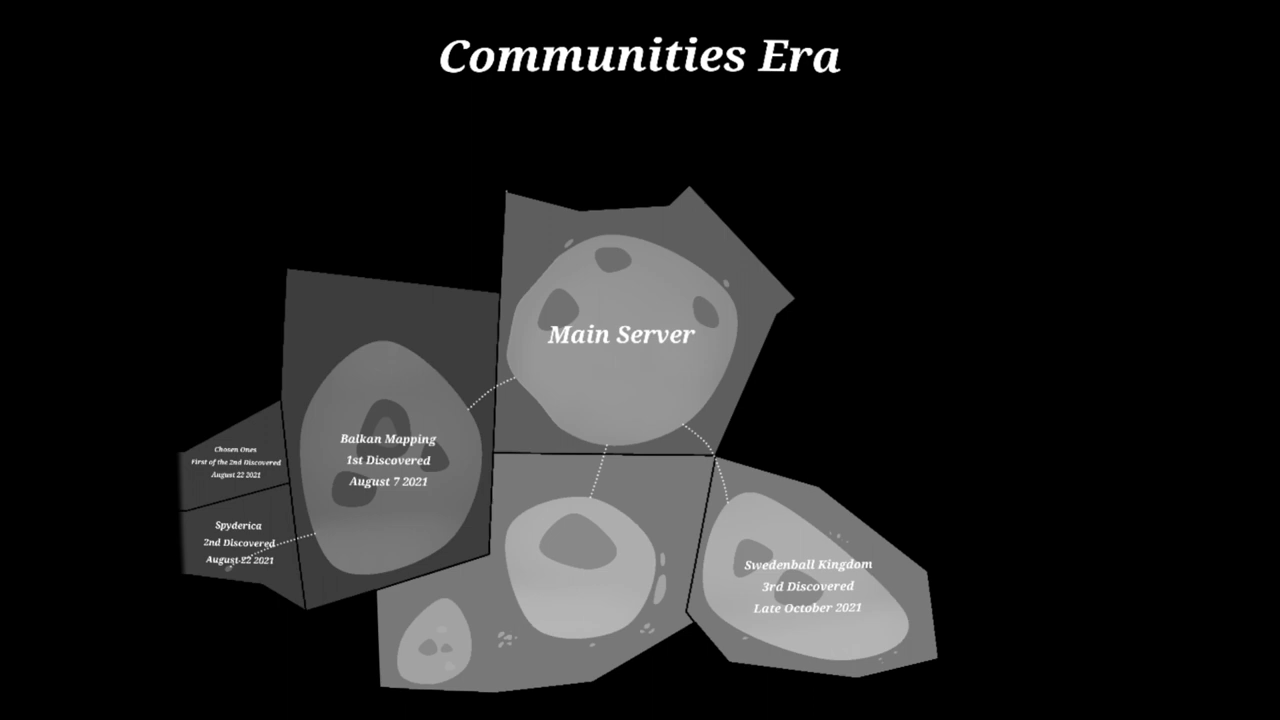 Communities Era
Main Server
Balkan Mapping
1st Discovered
August 7 2021
Chosen Ones
First of the 2nd Discovered
August 22 2021
Spyderica
2nd Discovered
August 22 2021
Swedenball Kingdom
3rd Discovered
Late October 2021